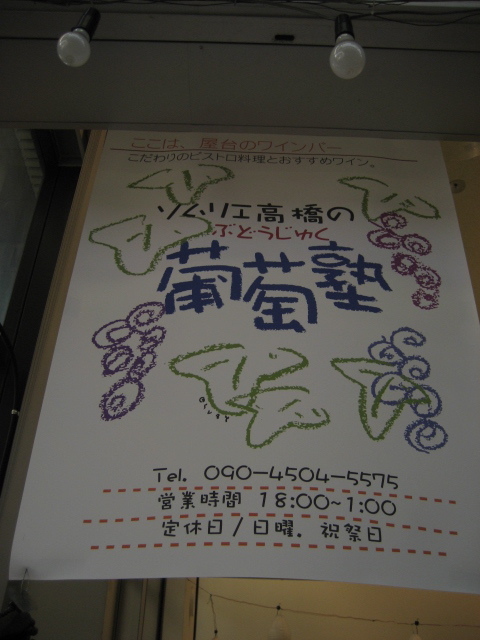 ここは、屋台のワインバー
こだわりのビストロ料理とおすすめワイン。
ソムリエ高橋の
ぶどうじゅく
葡萄塾
Tel. 090-4504-5575
営業時間 18:00~1:00
定休日/日曜．祝祭日